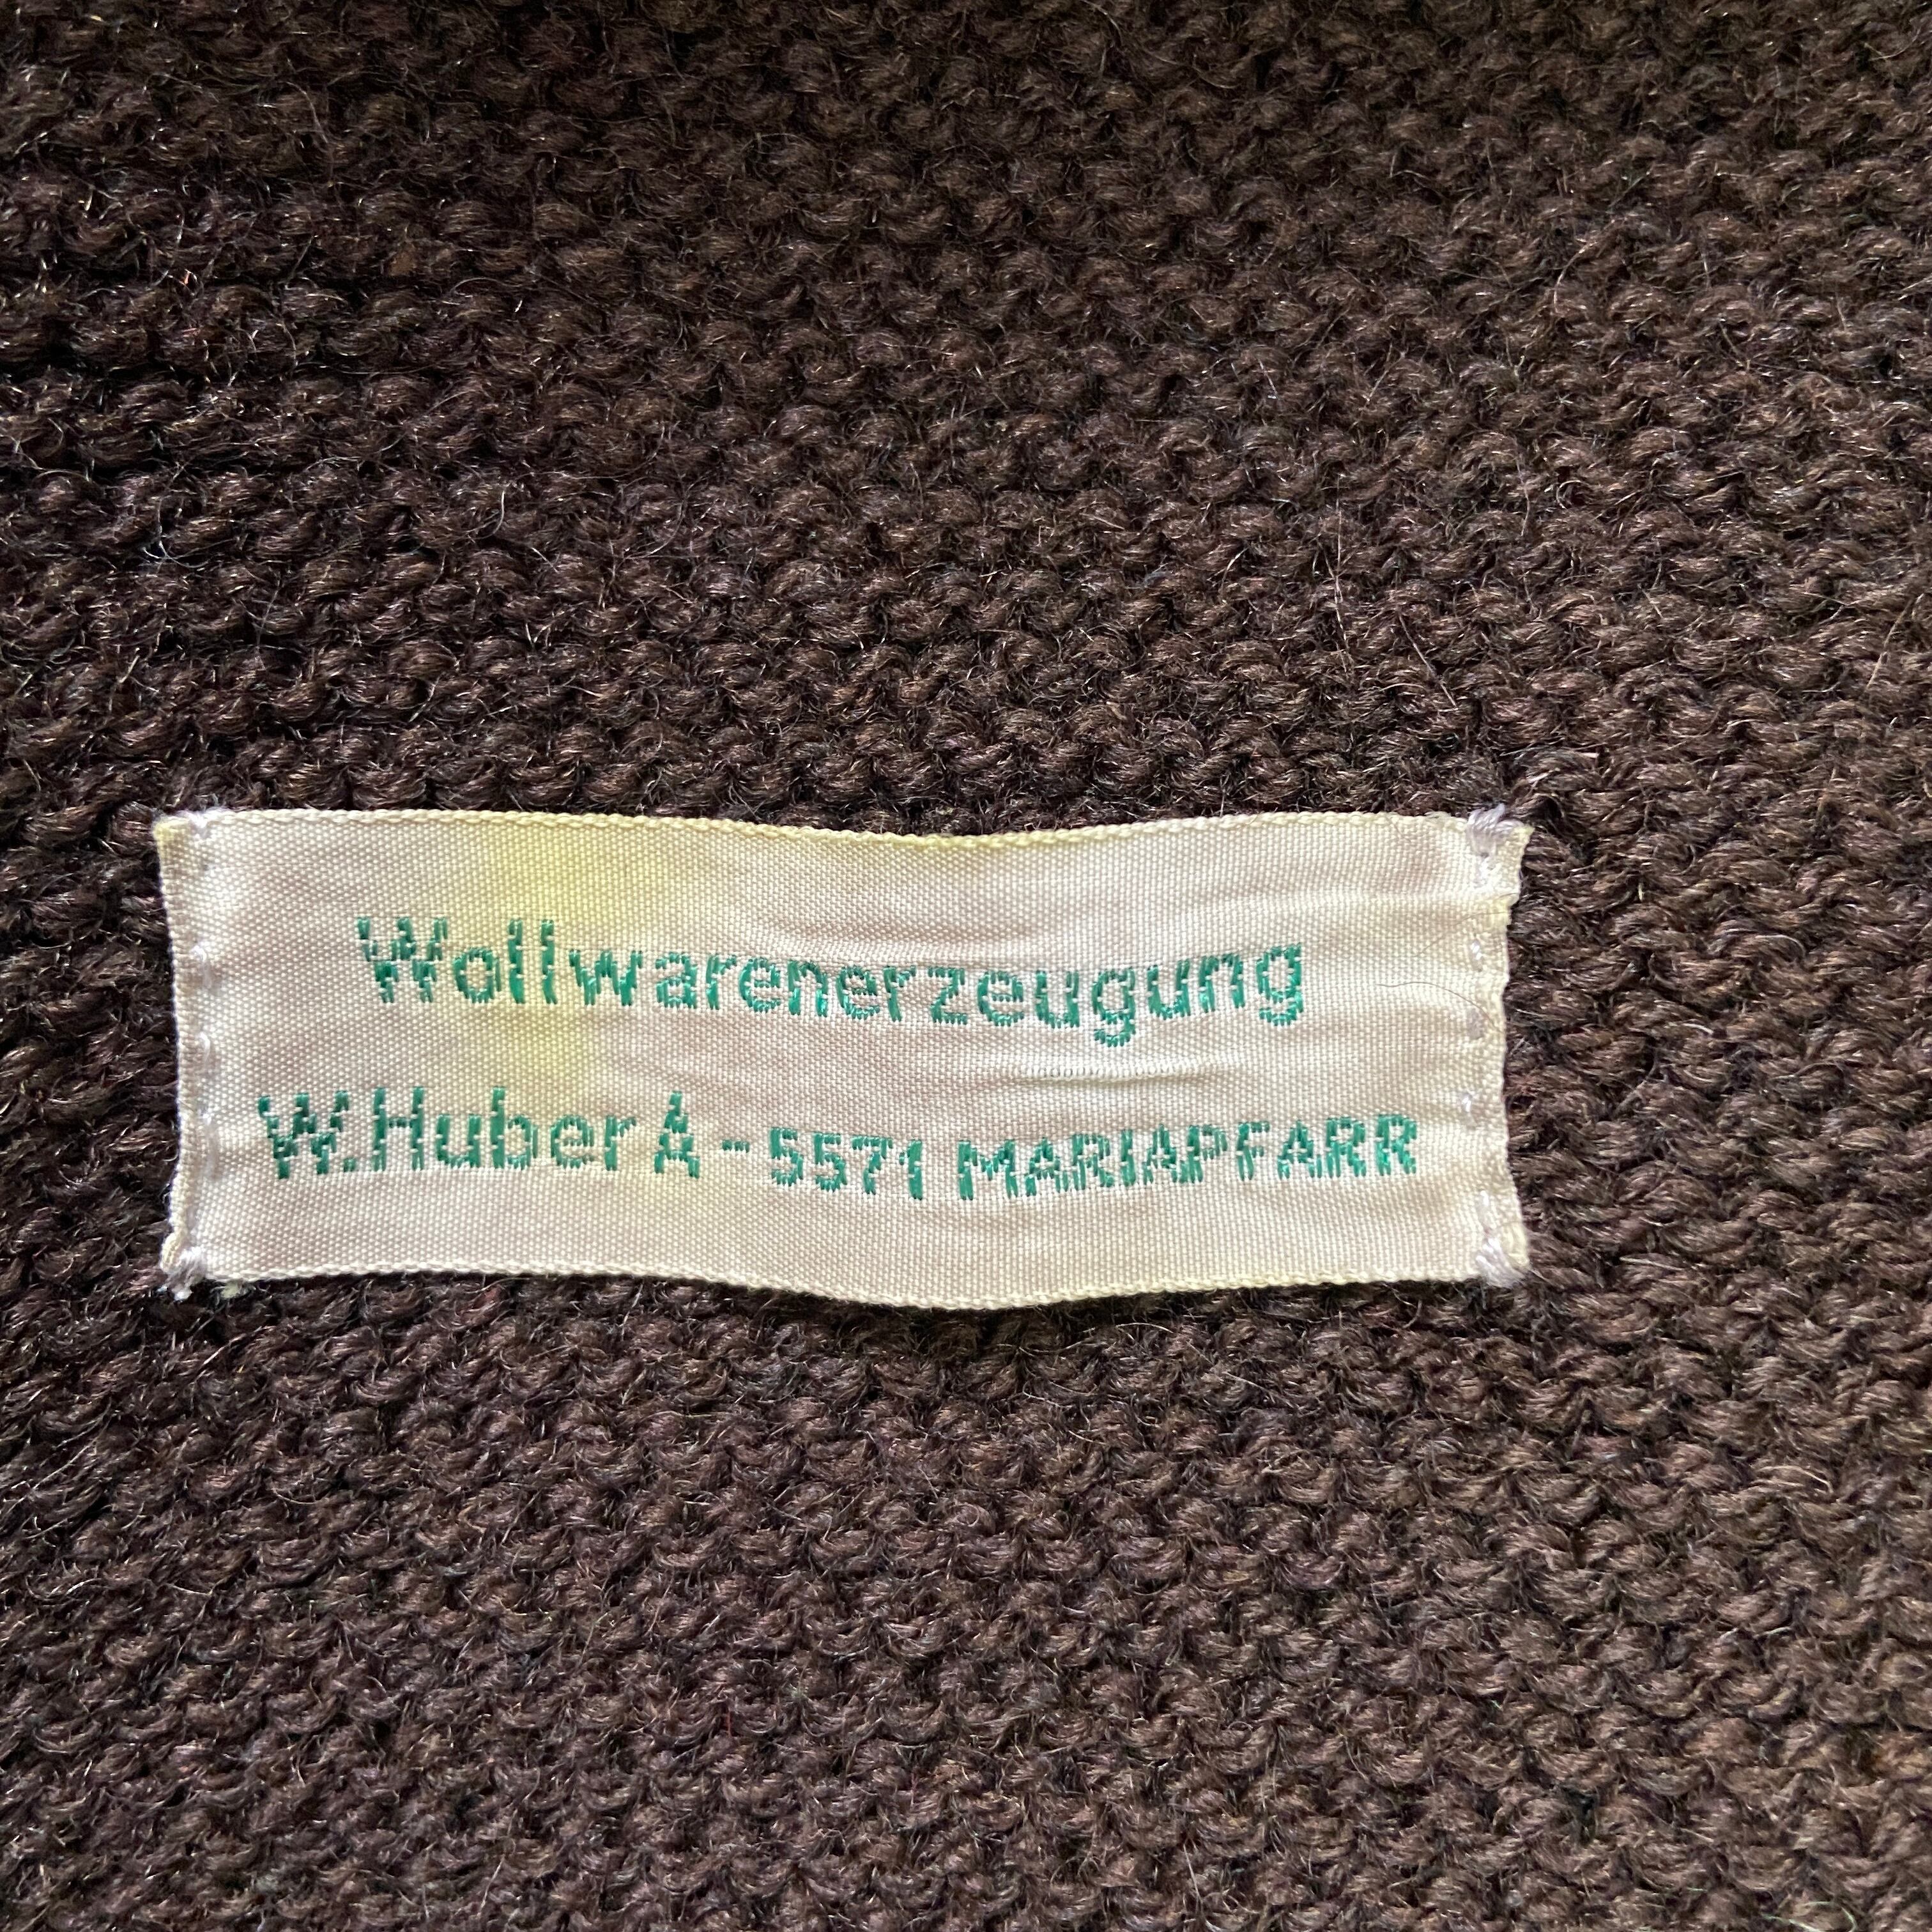 Wollwarenerzeugung
W. Huber A - 5571 MARIAPFARR